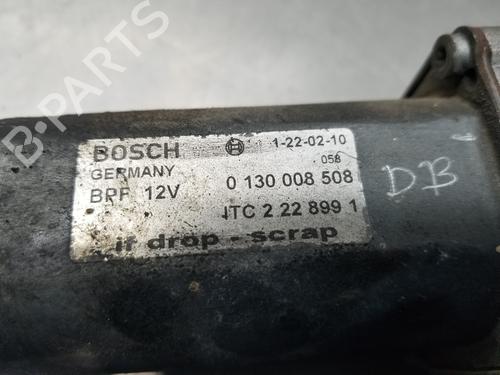 B-PARTS
BOSCH 1-22-02-10
GERMANY 058
BPF 12V 0 130 008 508
JTC 2 22 899 1
if drop - scrap
DB